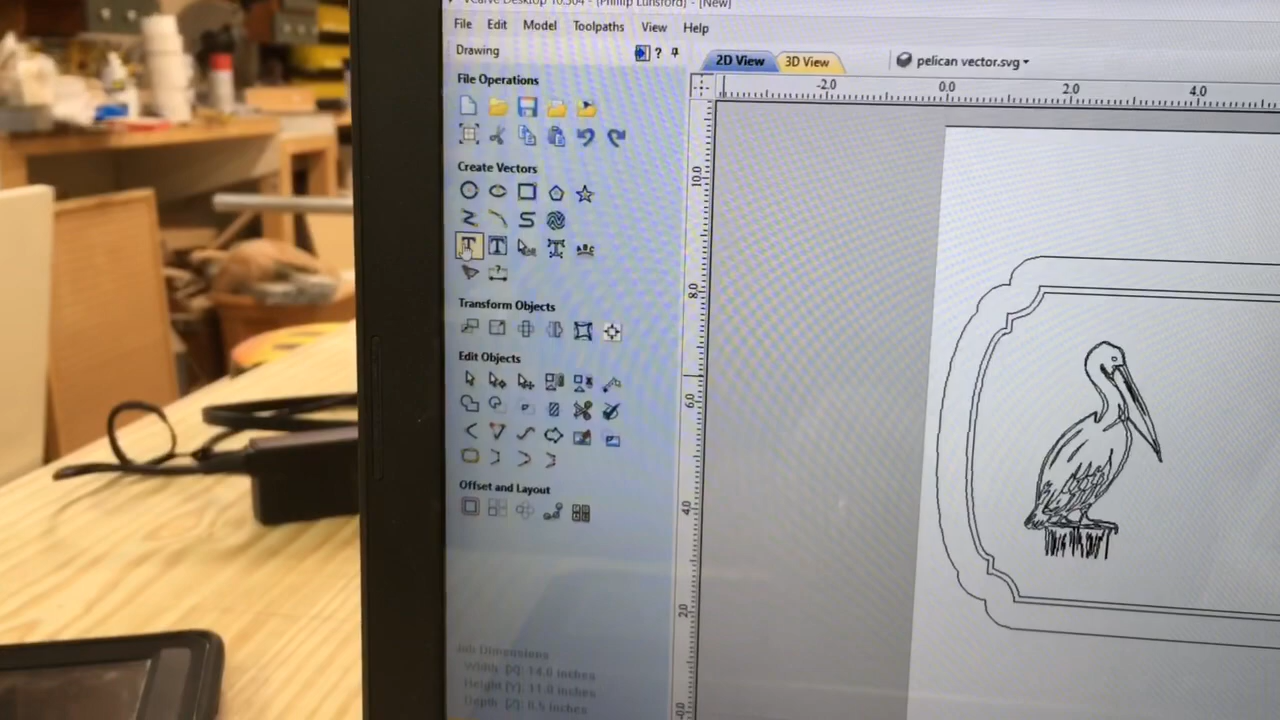 VCarve Desktop 10.504 - {Phillip Lunsford} - [New]
File Edit Model Toolpaths View Help
Drawing
?
2D View
3D View
pelican vector.svg
File Operations
-2.0 0.0 2.0 4.0
Create Vectors
10.0
8.0
6.0
4.0
2.0
-0.0
Transform Objects
Edit Objects
Offset and Layout
Job Dimensions
Width (X): 14.0 inches
Height (Y): 11.0 inches
Depth (Z): 0.5 inches